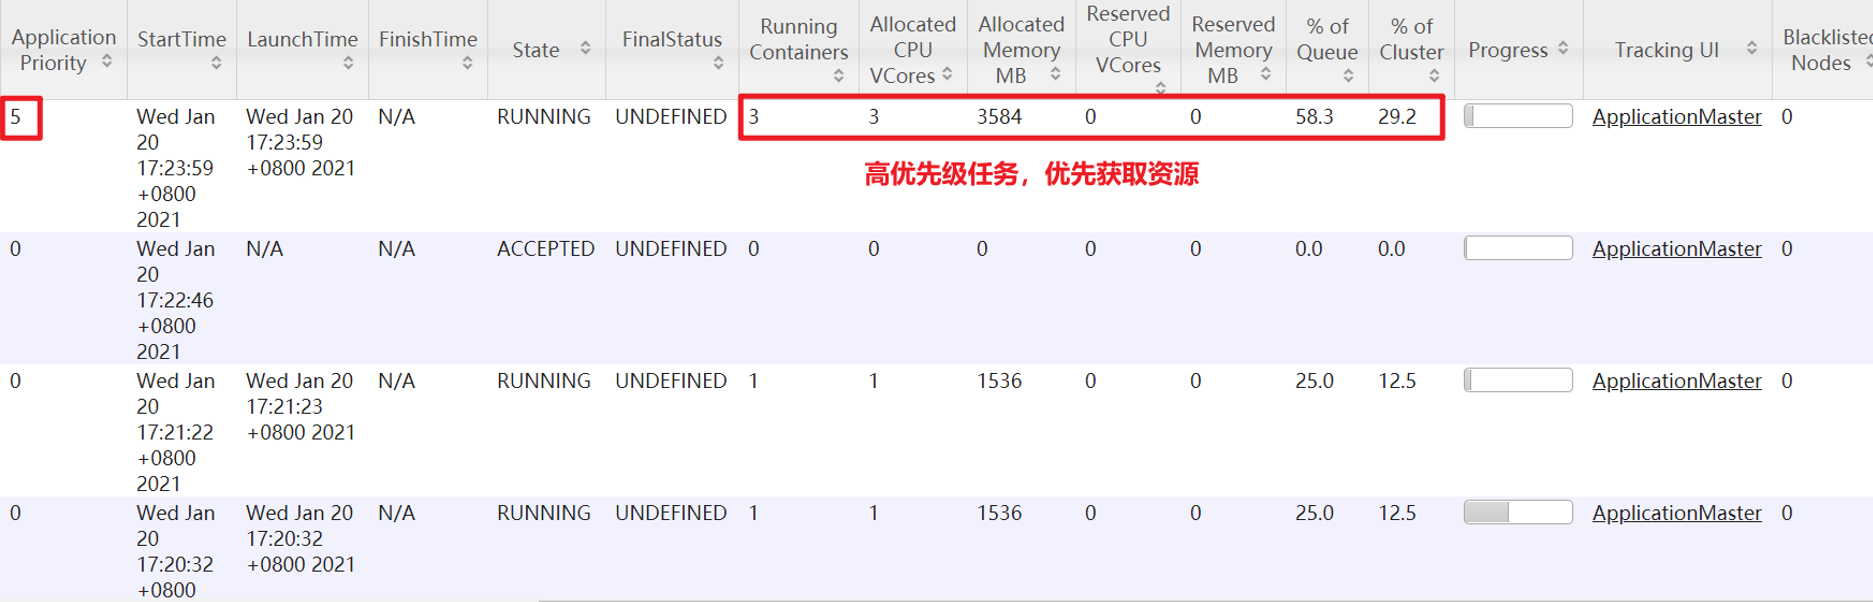 Application Priority StartTime LaunchTime FinishTime State FinalStatus Running Containers Allocated CPU VCores Allocated Memory MB Reserved CPU VCores Reserved Memory MB % of Queue % of Cluster Progress Tracking UI Blacklisted Nodes
5 Wed Jan 20 17:23:59 +0800 2021 Wed Jan 20 17:23:59 +0800 2021 N/A RUNNING UNDEFINED 3 3 3584 0 0 58.3 29.2 ApplicationMaster 0
高优先级任务，优先获取资源
0 Wed Jan 20 17:22:46 +0800 2021 N/A N/A ACCEPTED UNDEFINED 0 0 0 0 0 0.0 0.0 ApplicationMaster 0
0 Wed Jan 20 17:21:22 +0800 2021 Wed Jan 20 17:21:23 +0800 2021 N/A RUNNING UNDEFINED 1 1 1536 0 0 25.0 12.5 ApplicationMaster 0
0 Wed Jan 20 17:20:32 +0800 Wed Jan 20 17:20:32 +0800 2021 N/A RUNNING UNDEFINED 1 1 1536 0 0 25.0 12.5 ApplicationMaster 0